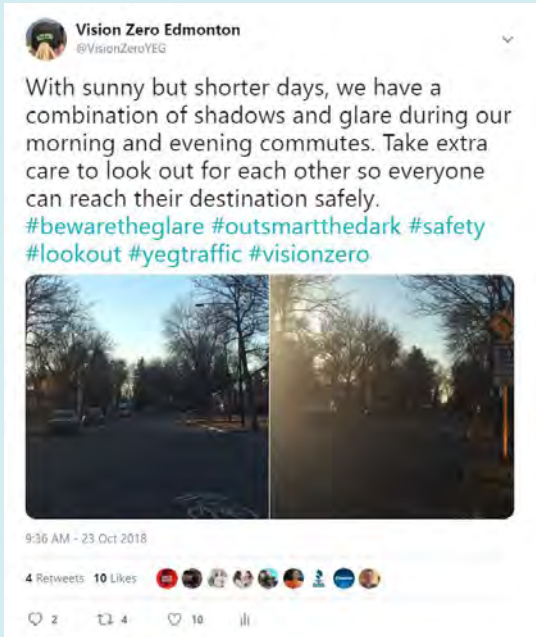 Vision Zero Edmonton
@VisionZeroYEG
With sunny but shorter days, we have a
combination of shadows and glare during our
morning and evening commutes. Take extra
care to look out for each other so everyone
can reach their destination safely.
#bewaretheglare #outsmartthedark #safety
#lookout #yegtraffic #visionzero
9:36 AM - 23 Oct 2018
4 Retweets 10 Likes
2 4 10